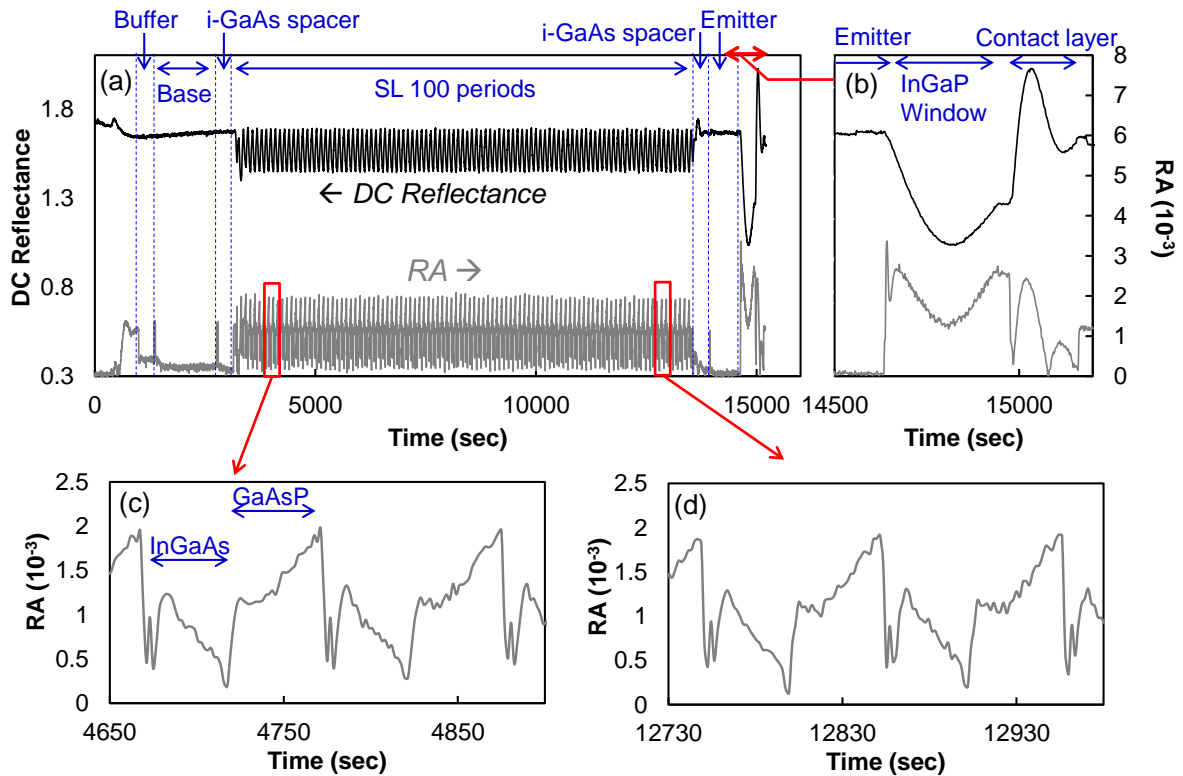 Buffer
i-GaAs spacer
i-GaAs spacer
Emitter
(a)
Base
SL 100 periods
← DC Reflectance
RA →
DC Reflectance
1.8
1.3
0.8
0.3
0
5000
10000
15000
Time (sec)
Emitter
Contact layer
(b)
InGaP
Window
8
7
6
5
4
3
2
1
0
RA (10-3)
14500
15000
Time (sec)
(c)
GaAsP
InGaAs
RA (10-3)
2.5
2
1.5
1
0.5
0
4650
4750
4850
Time (sec)
(d)
RA (10-3)
2.5
2
1.5
1
0.5
0
12730
12830
12930
Time (sec)